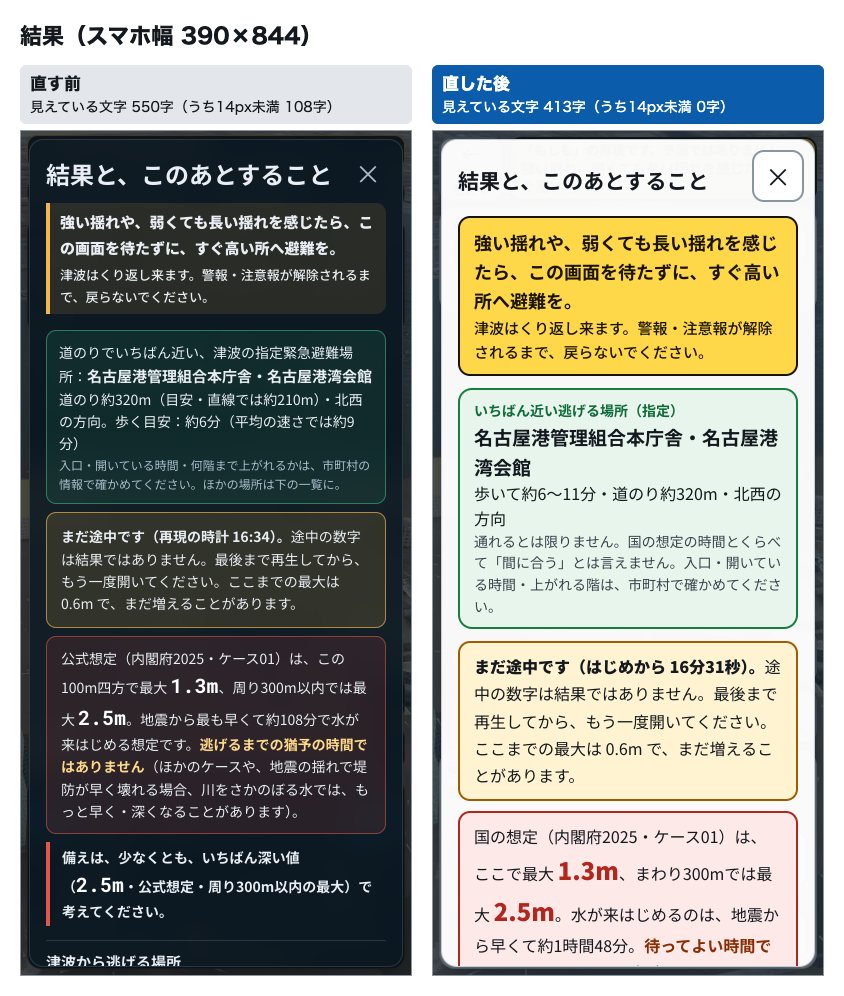 結果（スマホ幅 390×844）
直す前
見えている文字 550字（うち14px未満 108字）
結果と、このあとすること
強い揺れや、弱くても長い揺れを感じたら、こ
の画面を待たずに、すぐ高い所へ避難を。
津波はくり返し来ます。警報・注意報が解除されるま
で、戻らないでください。
道のりでいちばん近い、津波の指定緊急避難場
所：名古屋港管理組合本庁舎・名古屋港湾会館
道のり約320m（目安・直線では約210m）・北西
の方向。歩く目安：約6分（平均の速さでは約9
分）
入口・開いている時間・何階まで上がれるかは、市町村の
情報で確かめてください。ほかの場所は下の一覧に。
まだ途中です（再現の時計 16:34）。途中の数字
は結果ではありません。最後まで再生してから、
もう一度開いてください。ここまでの最大は
0.6m で、まだ増えることがあります。
公式想定（内閣府2025・ケース01）は、この
100m四方で最大 1.3m、周り300m以内では最
大 2.5m。地震から最も早くて約108分で水が
来はじめる想定です。逃げるまでの猶予の時間で
はありません（ほかのケースや、地震の揺れで堤
防が早く壊れる場合、川をさかのぼる水では、も
っと早く・深くなることがあります）。
備えは、少なくとも、いちばん深い値
（2.5m・公式想定・周り300m以内の最大）で
考えてください。
津波から逃げる場所
直した後
見えている文字 413字（うち14px未満 0字）
結果と、このあとすること
強い揺れや、弱くても長い揺れを感じ
たら、この画面を待たずに、すぐ高い
所へ避難を。
津波はくり返し来ます。警報・注意報が解除
されるまで、戻らないでください。
いちばん近い逃げる場所（指定）
名古屋港管理組合本庁舎・名古屋港
湾会館
歩いて約6〜11分・道のり約320m・北西の
方向
通れるとは限りません。国の想定の時間とくらべ
て「間に合う」とは言えません。入口・開いてい
る時間・上がれる階は、市町村で確かめてくださ
い。
まだ途中です（はじめから 16分31秒）。途
中の数字は結果ではありません。最後まで
再生してから、もう一度開いてください。
ここまでの最大は 0.6m で、まだ増えるこ
とがあります。
国の想定（内閣府2025・ケース01）は、
ここで最大 1.3m、まわり300mでは最
大 2.5m。水が来はじめるのは、地震か
ら早くて約1時間48分。待ってよい時間で